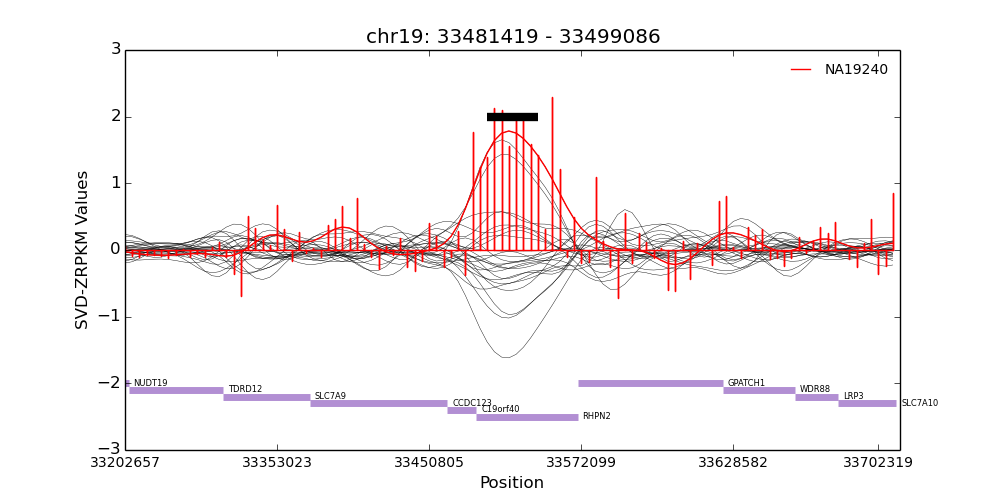 chr19: 33481419 - 33499086
NA19240
SVD-ZRPKM Values
3
2
1
0
−1
−2
−3
NUDT19
TDRD12
SLC7A9
CCDC123
C19orf40
RHPN2
GPATCH1
WDR88
LRP3
SLC7A10
33202657 33353023 33450805 33572099 33628582 33702319
Position